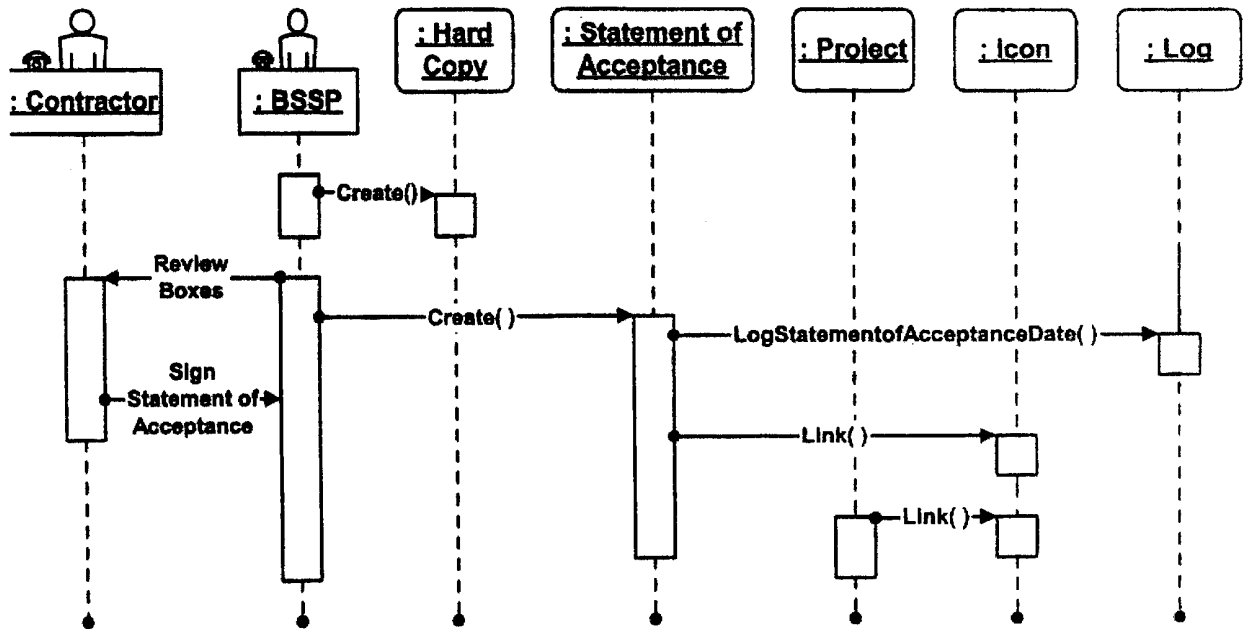 : Contractor
: BSSP
: Hard
Copy
: Statement of
Acceptance
: Project
: Icon
: Log
Create()
Review
Boxes
Create( )
LogStatementofAcceptanceDate( )
Sign
Statement of
Acceptance
Link( )
Link( )